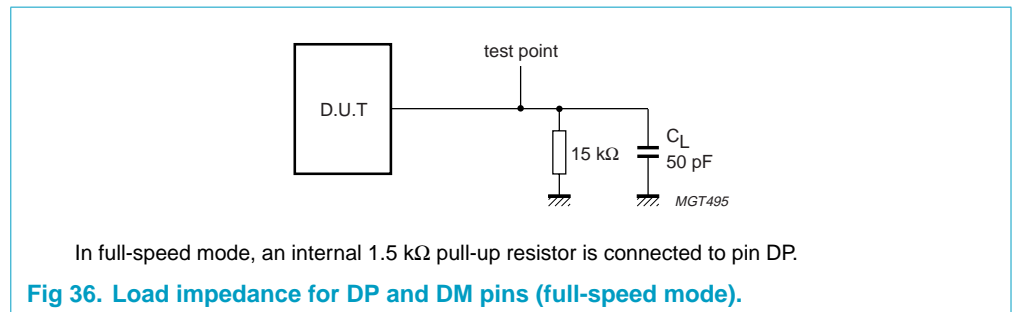 test point
D.U.T
15 kΩ
CL
50 pF
MGT495
In full-speed mode, an internal 1.5 kΩ pull-up resistor is connected to pin DP.
Fig 36. Load impedance for DP and DM pins (full-speed mode).